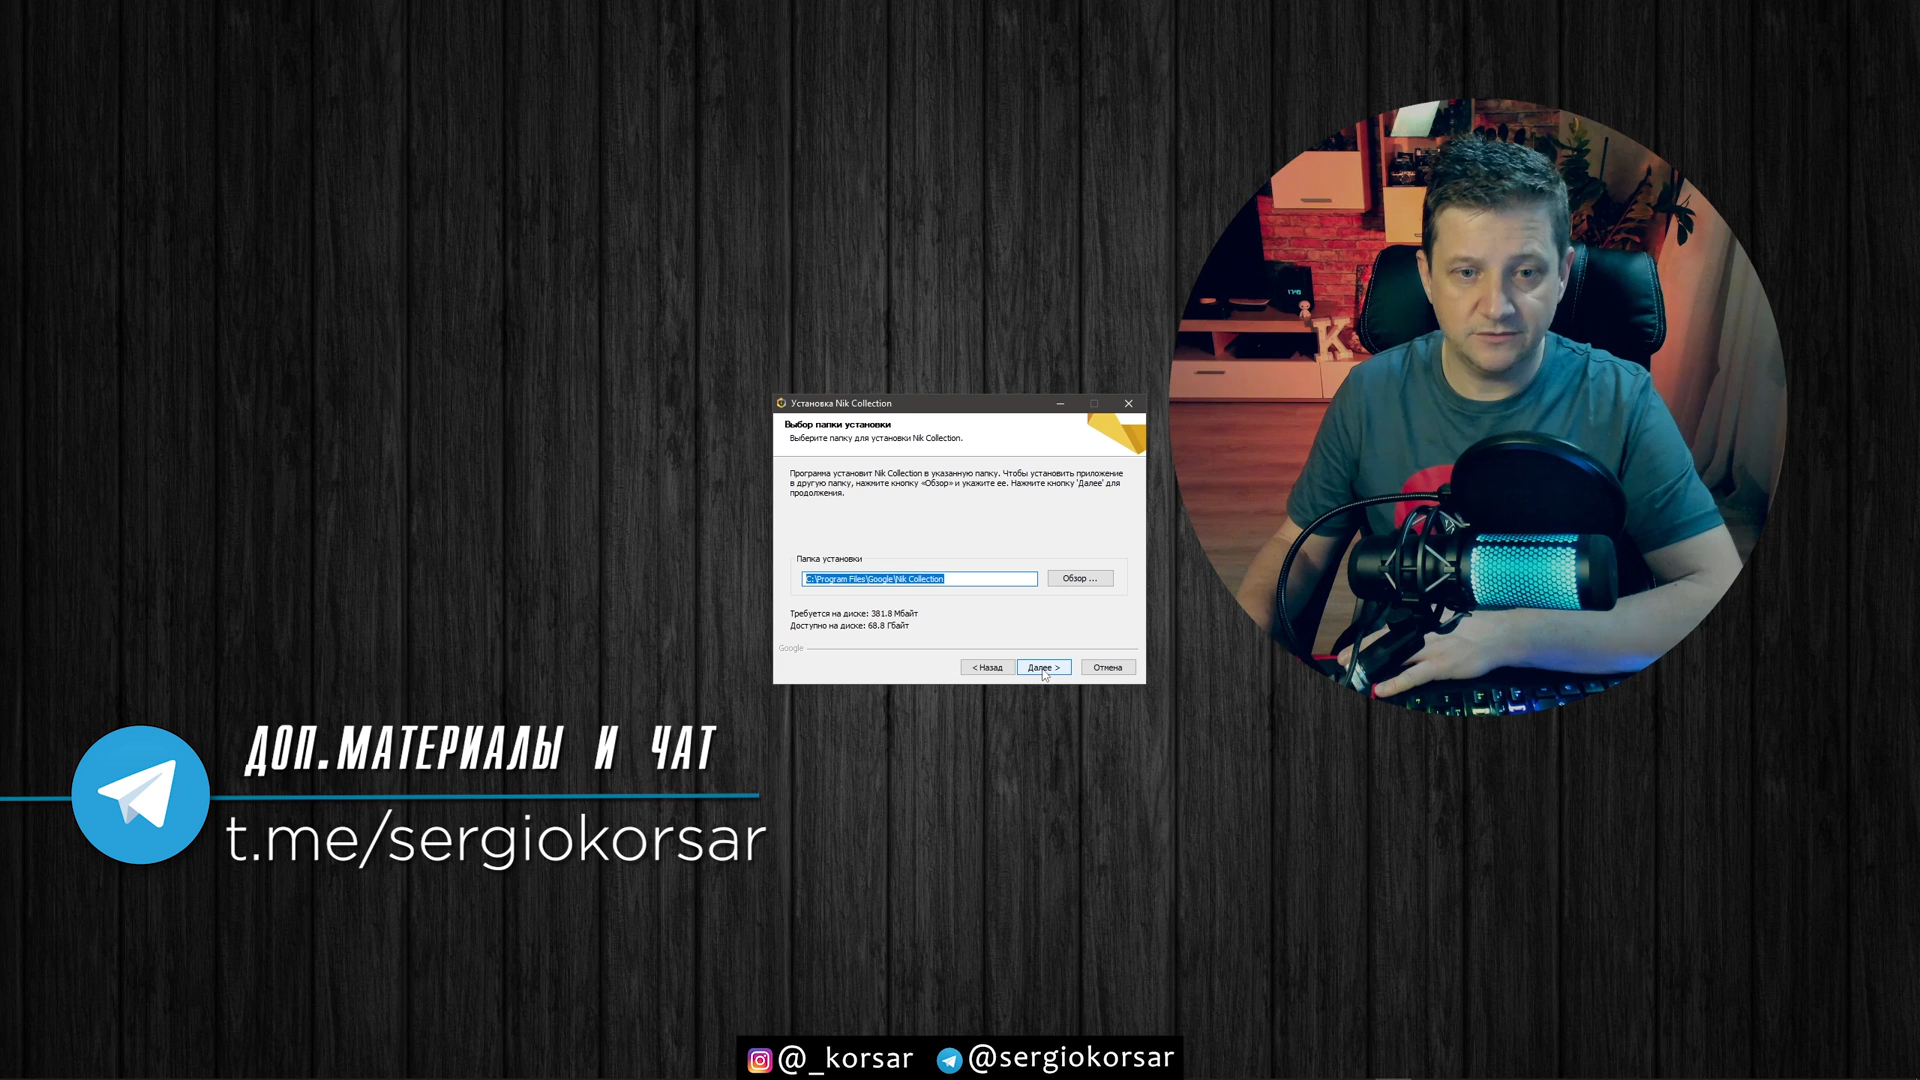 Установка Nik Collection
Выбор папки установки
Выберите папку для установки Nik Collection.
Программа установит Nik Collection в указанную папку. Чтобы установить приложение
в другую папку, нажмите кнопку «Обзор» и укажите ее. Нажмите кнопку 'Далее' для
продолжения.
Папка установки
C:\Program Files\Google\Nik Collection
Обзор ...
Требуется на диске: 381.8 Мбайт
Доступно на диске: 68.8 Гбайт
Google
< Назад
Далее >
Отмена
K
ДОП.МАТЕРИАЛЫ И ЧАТ
t.me/sergiokorsar
@_korsar @sergiokorsar